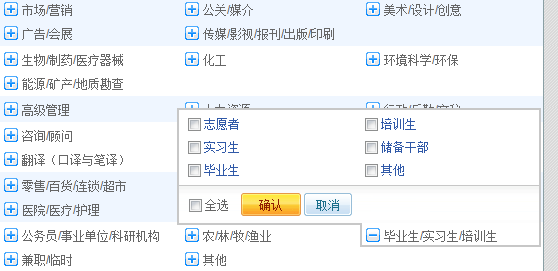 市场/营销 公关/媒介 美术/设计/创意
广告/会展 传媒/影视/报刊/出版/印刷
生物/制药/医疗器械 化工 环境科学/环保
能源/矿产/地质勘查
高级管理
志愿者 培训生
咨询/顾问
实习生 储备干部
翻译（口译与笔译）
毕业生 其他
零售/百货/连锁/超市
全选 确认 取消
医院/医疗/护理
公务员/事业单位/科研机构 农/林/牧/渔业 毕业生/实习生/培训生
兼职/临时 其他